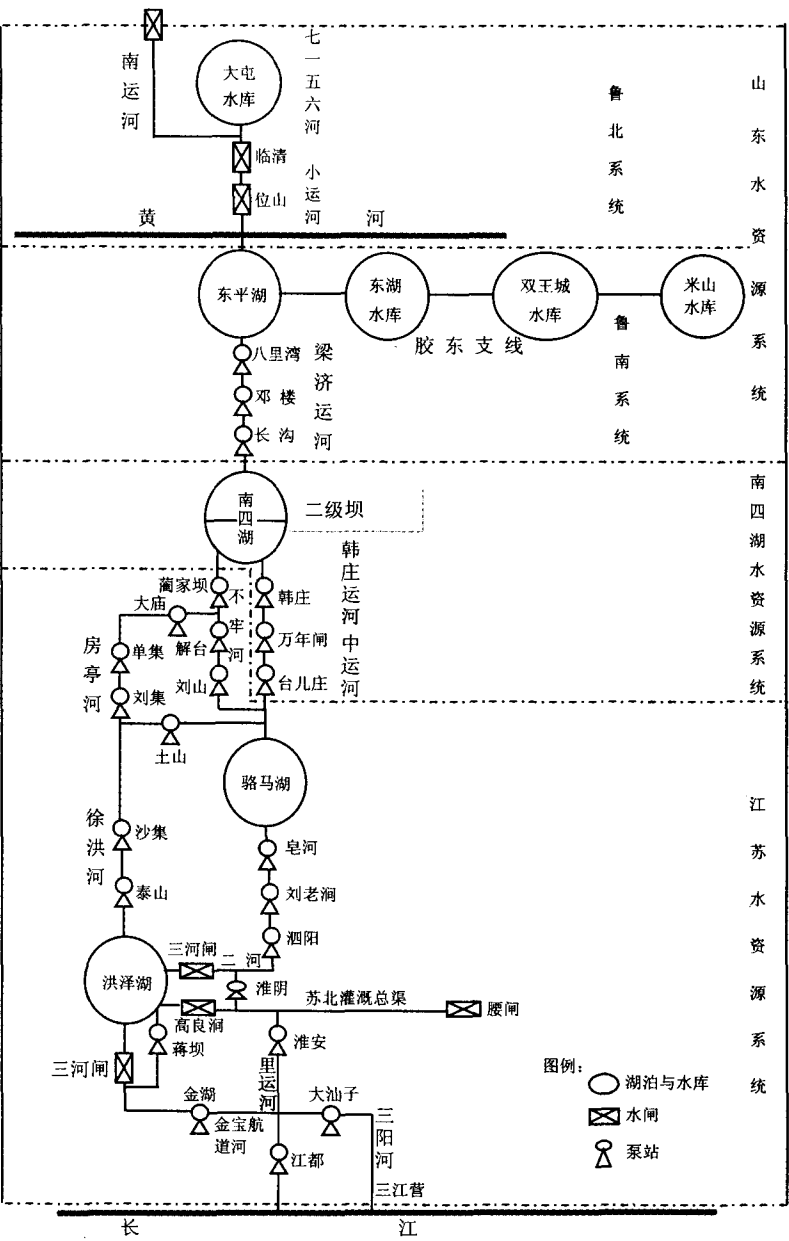 南运河
大屯
水库
七一五六河
小运河
临清
位山
鲁北系统
山东水资源系统
黄河
东平湖
东湖
水库
双王城
水库
米山
水库
胶东支线
鲁南系统
八里湾
邓楼
长沟
梁济运河
南四湖
二级坝
南四湖水资源系统
韩庄运河
中运河
蔺家坝
不牢河
韩庄
大庙
解台
万年闸
单集
房亭河
刘山
台儿庄
刘集
土山
骆马湖
江苏水资源系统
徐洪河
沙集
皂河
泰山
刘老涧
泗阳
洪泽湖
三河闸
二河
淮阴
苏北灌溉总渠
腰闸
高良涧
蒋坝
淮安
三河闸
里运河
金湖
大汕子
金宝航
道河
三阳河
江都
三江营
图例:
湖泊与水库
水闸
泵站
长江